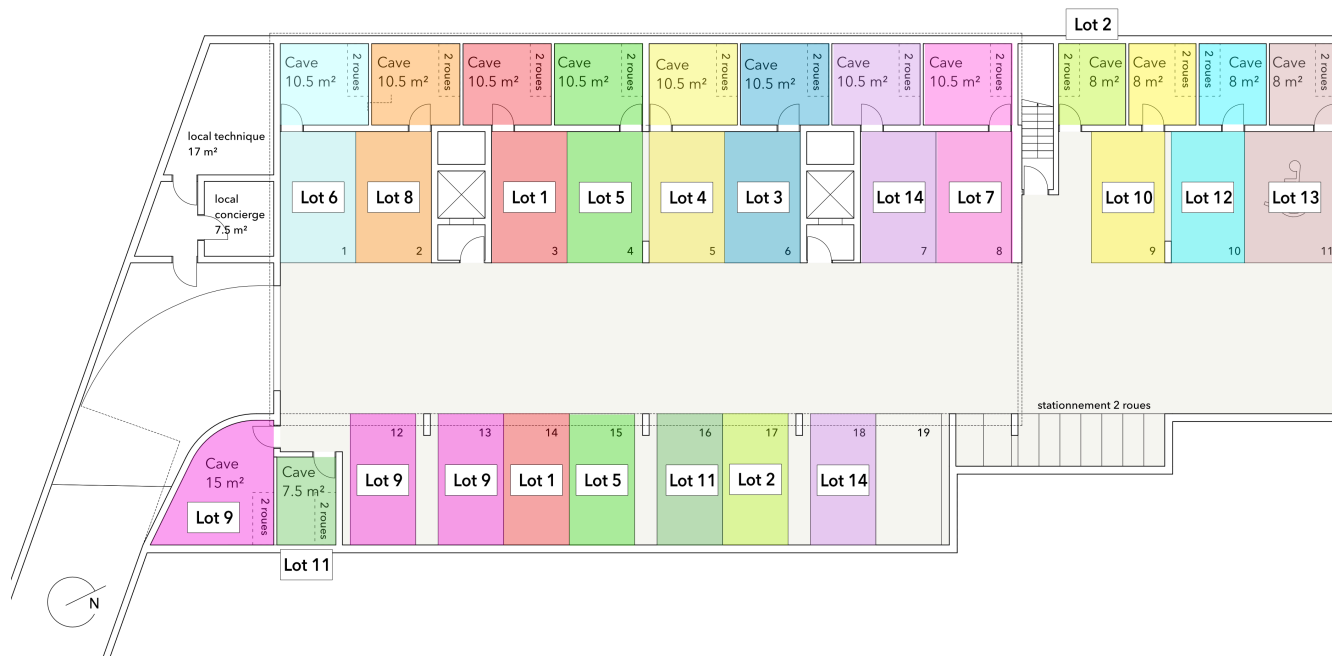 Lot 2
Cave
10.5 m²
2 roues
Cave
10.5 m²
2 roues
Cave
10.5 m²
2 roues
Cave
10.5 m²
2 roues
Cave
10.5 m²
2 roues
Cave
10.5 m²
2 roues
Cave
10.5 m²
2 roues
Cave
10.5 m²
2 roues
2 roues
Cave
8 m²
Cave
8 m²
2 roues
2 roues
Cave
8 m²
Cave
8 m²
2 roues
local technique
17 m²
local
concierge
7.5 m²
Lot 6
1
Lot 8
2
Lot 1
3
Lot 5
4
Lot 4
5
Lot 3
6
Lot 14
7
Lot 7
8
Lot 10
9
Lot 12
10
Lot 13
11
stationnement 2 roues
Cave
15 m²
Lot 9
2 roues
Cave
7.5 m²
2 roues
Lot 11
12
Lot 9
13
Lot 9
14
Lot 1
15
Lot 5
16
Lot 11
17
Lot 2
18
Lot 14
19
N